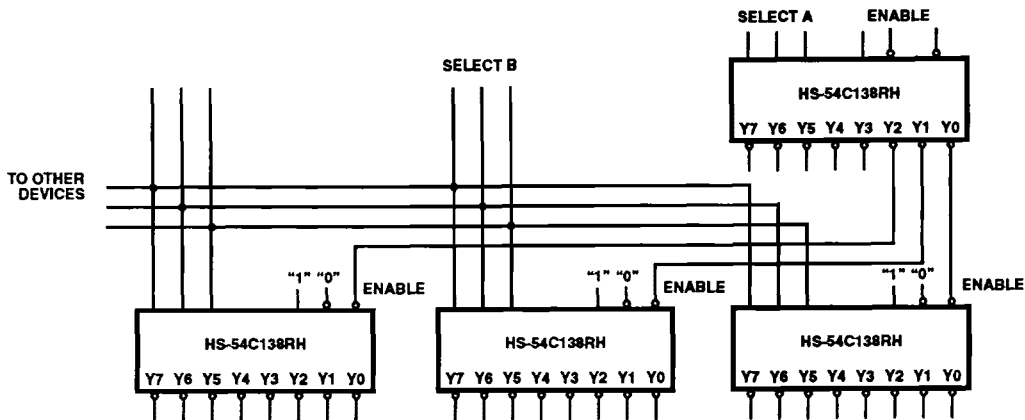 SELECT A ENABLE
HS-54C138RH
Y7 Y6 Y5 Y4 Y3 Y2 Y1 Y0
SELECT B
TO OTHER
DEVICES
“1” “0”
ENABLE
HS-54C138RH
Y7 Y6 Y5 Y4 Y3 Y2 Y1 Y0
“1” “0”
ENABLE
HS-54C138RH
Y7 Y6 Y5 Y4 Y3 Y2 Y1 Y0
“1” “0”
ENABLE
HS-54C138RH
Y7 Y6 Y5 Y4 Y3 Y2 Y1 Y0